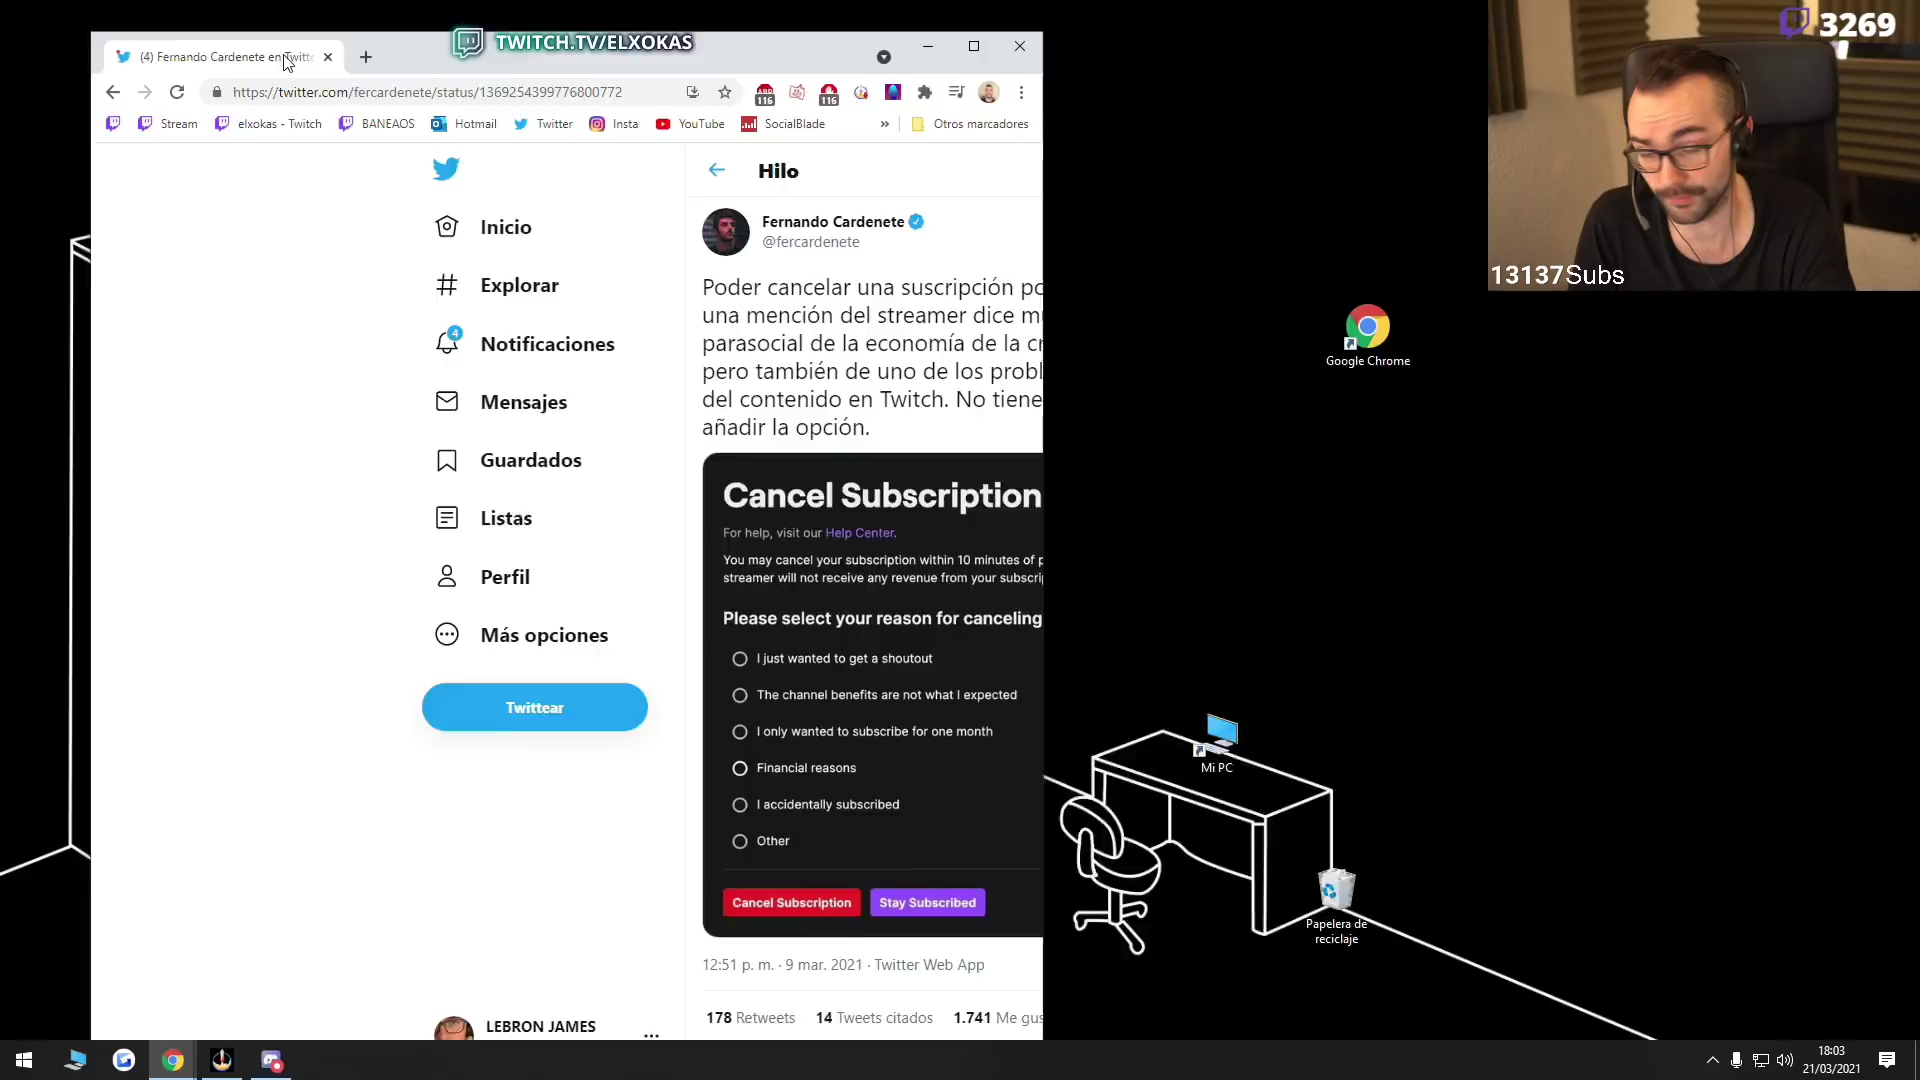 TWITCH.TV/ELXOKAS
3269
(4) Fernando Cardenete en Twitte
https://twitter.com/fercardenete/status/1369254399776800772
116
116
Stream
elxokas - Twitch
BANEAOS
Hotmail
Twitter
Insta
YouTube
SocialBlade
»
Otros marcadores
Hilo
Inicio
Explorar
4
Notificaciones
Mensajes
Guardados
Listas
Perfil
Más opciones
Twittear
LEBRON JAMES
Fernando Cardenete
@fercardenete
Poder cancelar una suscripción po
una mención del streamer dice m
parasocial de la economía de la c
pero también de uno de los probl
del contenido en Twitch. No tiene
añadir la opción.
Cancel Subscription
For help, visit our Help Center.
You may cancel your subscription within 10 minutes of p
streamer will not receive any revenue from your subscri
Please select your reason for canceling
I just wanted to get a shoutout
The channel benefits are not what I expected
I only wanted to subscribe for one month
Financial reasons
I accidentally subscribed
Other
Cancel Subscription
Stay Subscribed
12:51 p. m. · 9 mar. 2021 · Twitter Web App
178 Retweets
14 Tweets citados
1.741 Me gus
13137Subs
Google Chrome
Mi PC
Papelera de
reciclaje
18:03
21/03/2021